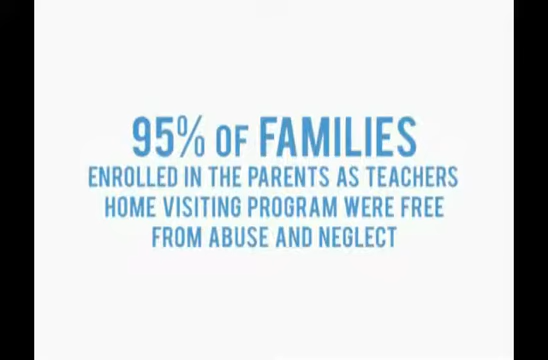 95% OF FAMILIES
ENROLLED IN THE PARENTS AS TEACHERS
HOME VISITING PROGRAM WERE FREE
FROM ABUSE AND NEGLECT